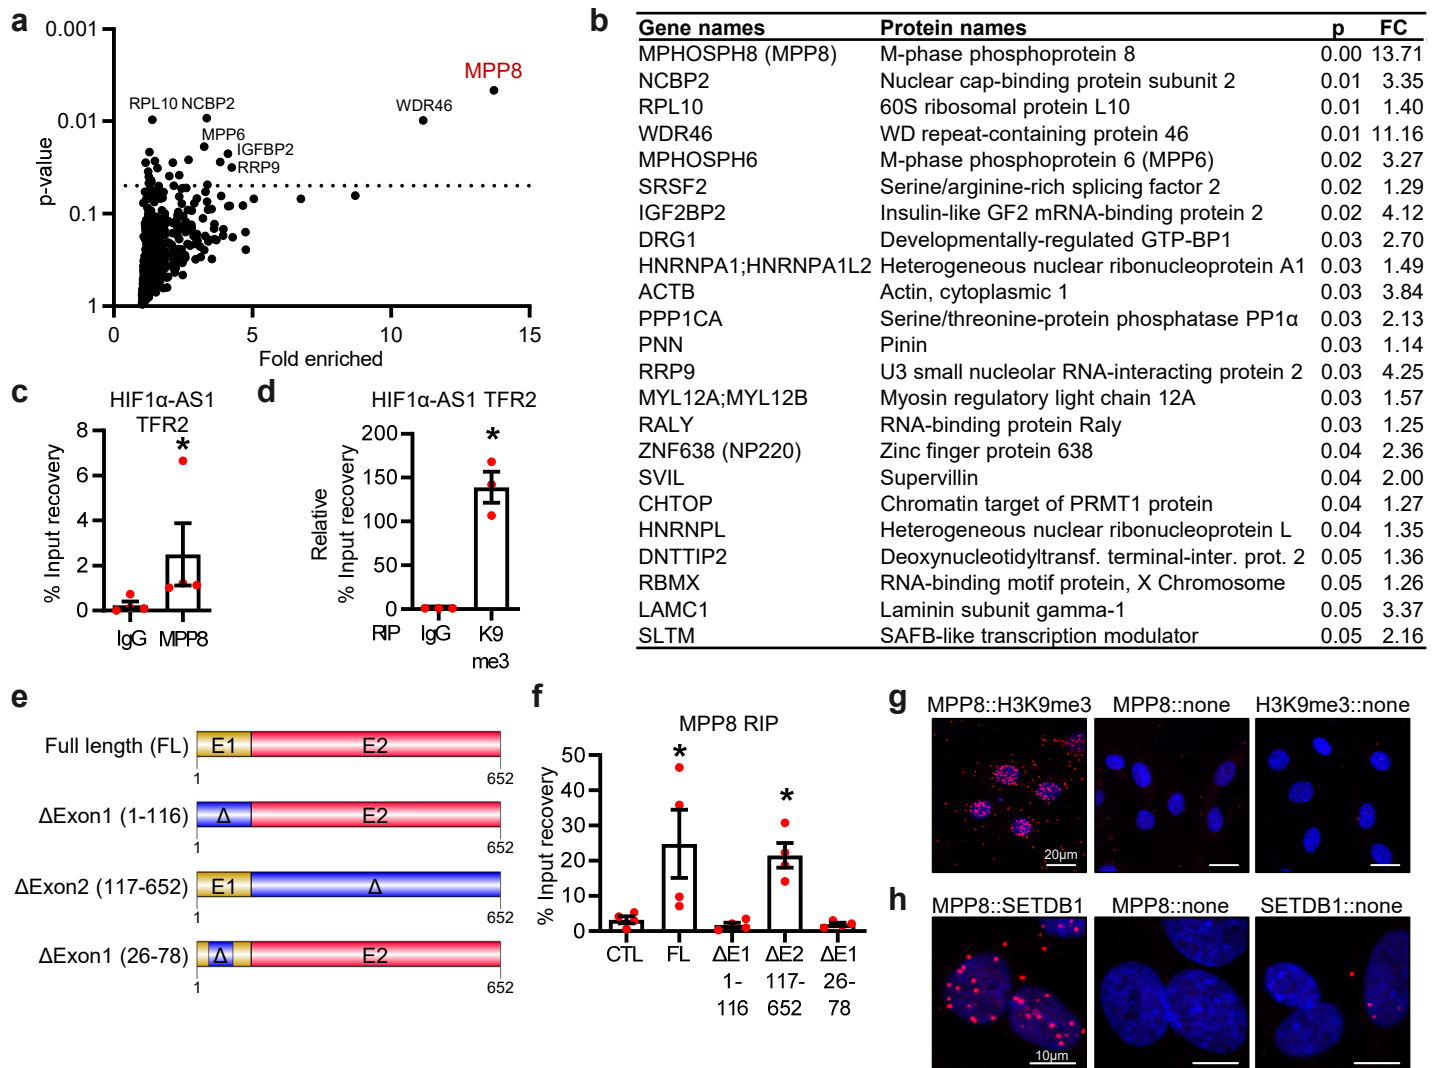 a
0.001
0.01
0.1
1
p-value
0
5
10
15
Fold enriched
MPP8
WDR46
RPL10 NCBP2
MPP6
IGFBP2
RRP9
b
Gene names Protein names p FC
MPHOSPH8 (MPP8) M-phase phosphoprotein 8 0.00 13.71
NCBP2 Nuclear cap-binding protein subunit 2 0.01 3.35
RPL10 60S ribosomal protein L10 0.01 1.40
WDR46 WD repeat-containing protein 46 0.01 11.16
MPHOSPH6 M-phase phosphoprotein 6 (MPP6) 0.02 3.27
SRSF2 Serine/arginine-rich splicing factor 2 0.02 1.29
IGF2BP2 Insulin-like GF2 mRNA-binding protein 2 0.02 4.12
DRG1 Developmentally-regulated GTP-BP1 0.03 2.70
HNRNPA1;HNRNPA1L2 Heterogeneous nuclear ribonucleoprotein A1 0.03 1.49
ACTB Actin, cytoplasmic 1 0.03 3.84
PPP1CA Serine/threonine-protein phosphatase PP1α 0.03 2.13
PNN Pinin 0.03 1.14
RRP9 U3 small nucleolar RNA-interacting protein 2 0.03 4.25
MYL12A;MYL12B Myosin regulatory light chain 12A 0.03 1.57
RALY RNA-binding protein Raly 0.03 1.25
ZNF638 (NP220) Zinc finger protein 638 0.04 2.36
SVIL Supervillin 0.04 2.00
CHTOP Chromatin target of PRMT1 protein 0.04 1.27
HNRNPL Heterogeneous nuclear ribonucleoprotein L 0.04 1.35
DNTTIP2 Deoxynucleotidyltransf. terminal-inter. prot. 2 0.05 1.36
RBMX RNA-binding motif protein, X Chromosome 0.05 1.26
LAMC1 Laminin subunit gamma-1 0.05 3.37
SLTM SAFB-like transcription modulator 0.05 2.16
c
HIF1α-AS1
TFR2
8
6
4
2
0
% Input recovery
*
IgG MPP8
d
HIF1α-AS1 TFR2
200
150
100
50
0
Relative
% Input recovery
*
RIP IgG K9
me3
e
Full length (FL) E1 E2
1 652
ΔExon1 (1-116) Δ E2
1 652
ΔExon2 (117-652) E1 Δ
1 652
ΔExon1 (26-78) Δ E2
1 652
f
MPP8 RIP
50
40
30
20
10
0
% Input recovery
* *
CTL FL ΔE1 ΔE2 ΔE1
1- 117- 26-
116 652 78
g
MPP8::H3K9me3 MPP8::none H3K9me3::none
20µm
h
MPP8::SETDB1 MPP8::none SETDB1::none
10µm